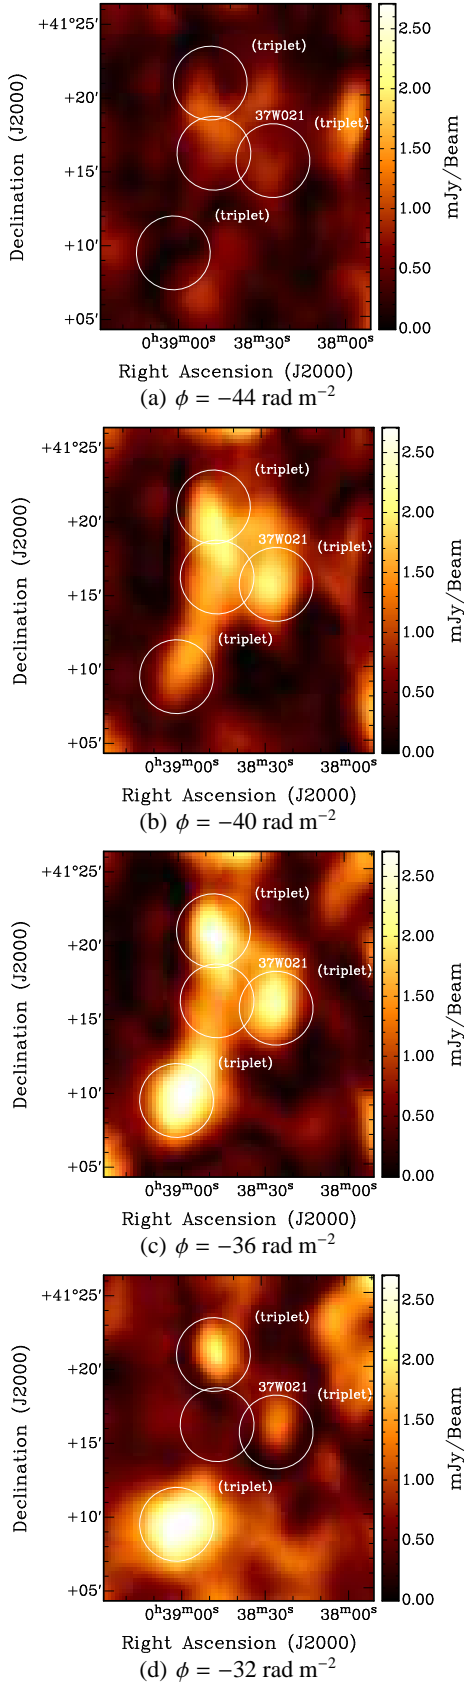 +41°25′
+20′
+15′
+10′
+05′
Declination (J2000)
(triplet)
37W021
(triplet)
(triplet)
2.50
2.00
1.50
1.00
0.50
0.00
mJy/Beam
0ʰ39ᵐ00ˢ 38ᵐ30ˢ 38ᵐ00ˢ
Right Ascension (J2000)
(a) ϕ = −44 rad m⁻²
+41°25′
+20′
+15′
+10′
+05′
Declination (J2000)
(triplet)
37W021
(triplet)
(triplet)
2.50
2.00
1.50
1.00
0.50
0.00
mJy/Beam
0ʰ39ᵐ00ˢ 38ᵐ30ˢ 38ᵐ00ˢ
Right Ascension (J2000)
(b) ϕ = −40 rad m⁻²
+41°25′
+20′
+15′
+10′
+05′
Declination (J2000)
(triplet)
37W021
(triplet)
(triplet)
2.50
2.00
1.50
1.00
0.50
0.00
mJy/Beam
0ʰ39ᵐ00ˢ 38ᵐ30ˢ 38ᵐ00ˢ
Right Ascension (J2000)
(c) ϕ = −36 rad m⁻²
+41°25′
+20′
+15′
+10′
+05′
Declination (J2000)
(triplet)
37W021
(triplet)
(triplet)
2.50
2.00
1.50
1.00
0.50
0.00
mJy/Beam
0ʰ39ᵐ00ˢ 38ᵐ30ˢ 38ᵐ00ˢ
Right Ascension (J2000)
(d) ϕ = −32 rad m⁻²